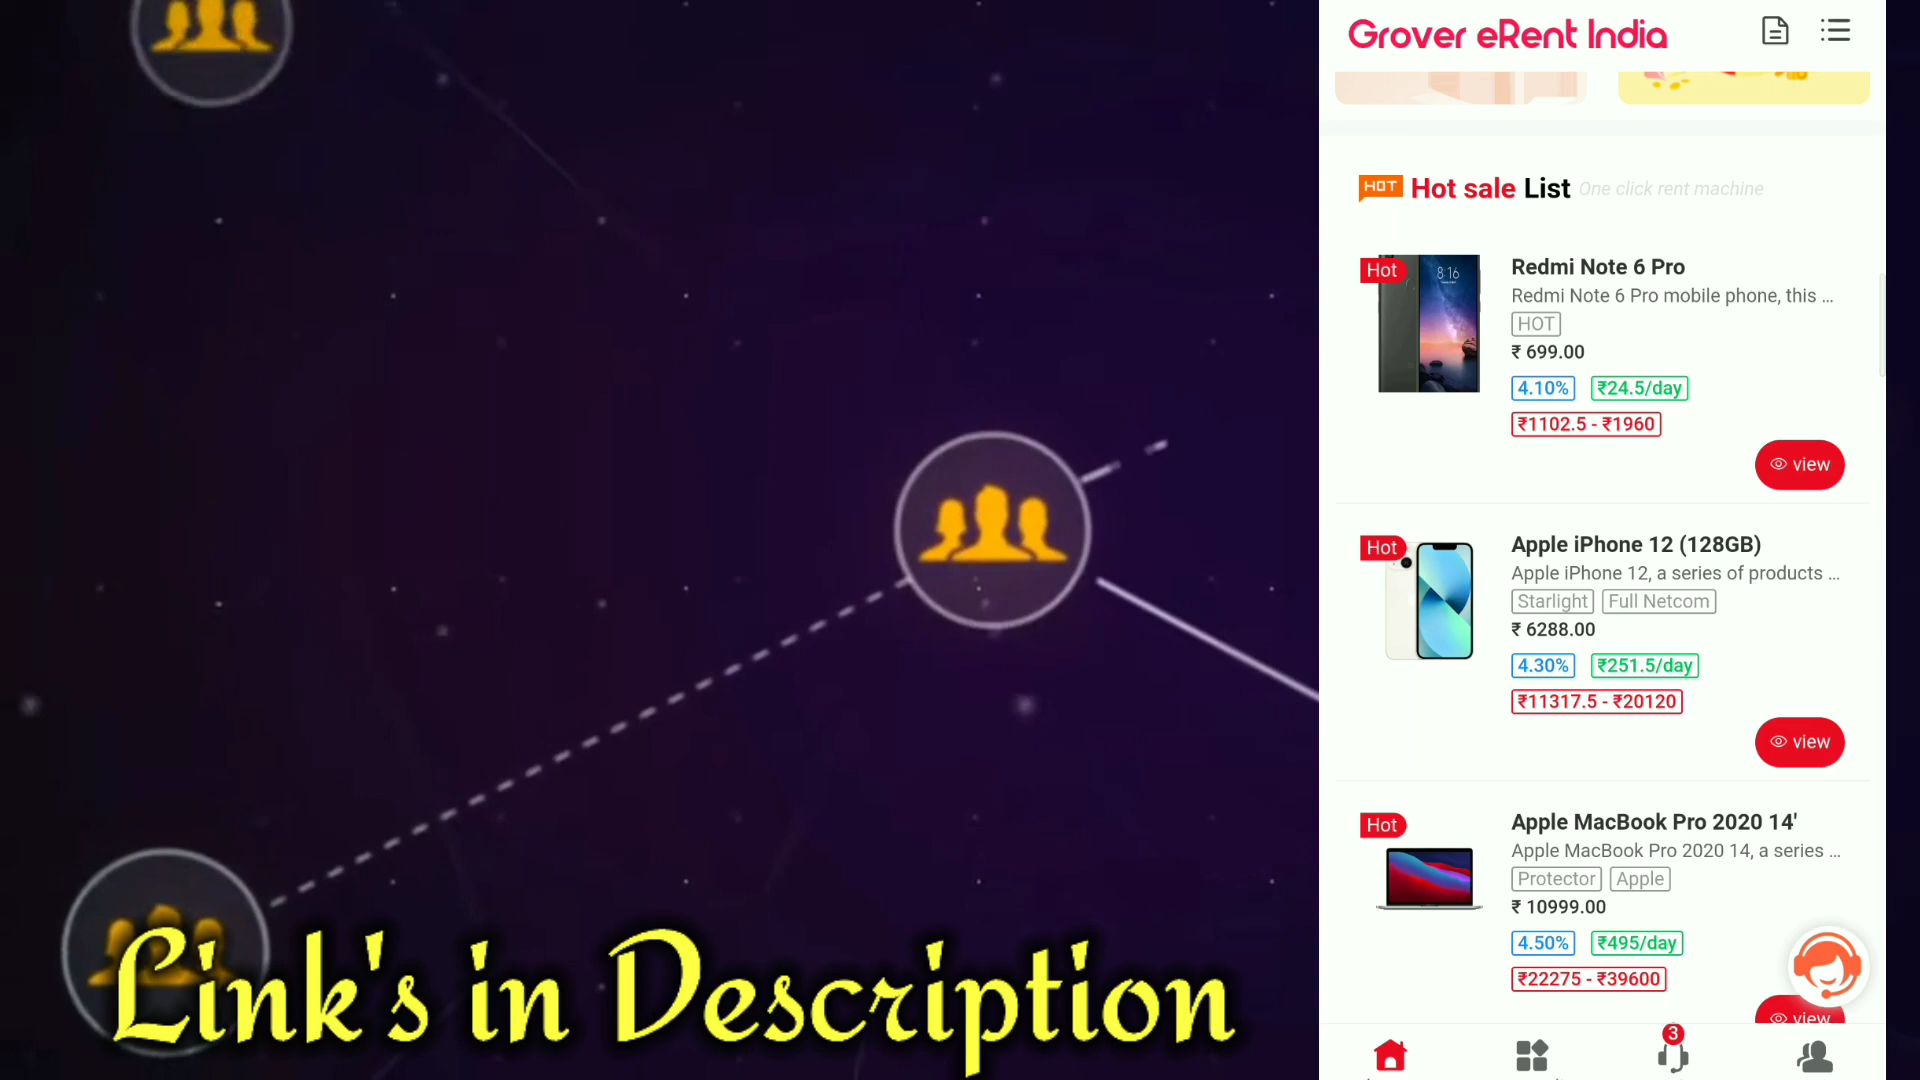 Grover eRent India
HOT Hot sale List One click rent machine
Hot
8:16
Redmi Note 6 Pro
Redmi Note 6 Pro mobile phone, this ...
HOT
₹ 699.00
4.10% ₹24.5/day
₹1102.5 - ₹1960
view
Hot
Apple iPhone 12 (128GB)
Apple iPhone 12, a series of products ...
Starlight Full Netcom
₹ 6288.00
4.30% ₹251.5/day
₹11317.5 - ₹20120
view
Hot
Apple MacBook Pro 2020 14'
Apple MacBook Pro 2020 14, a series ...
Protector Apple
₹ 10999.00
4.50% ₹495/day
₹22275 - ₹39600
view
3
Link's in Description